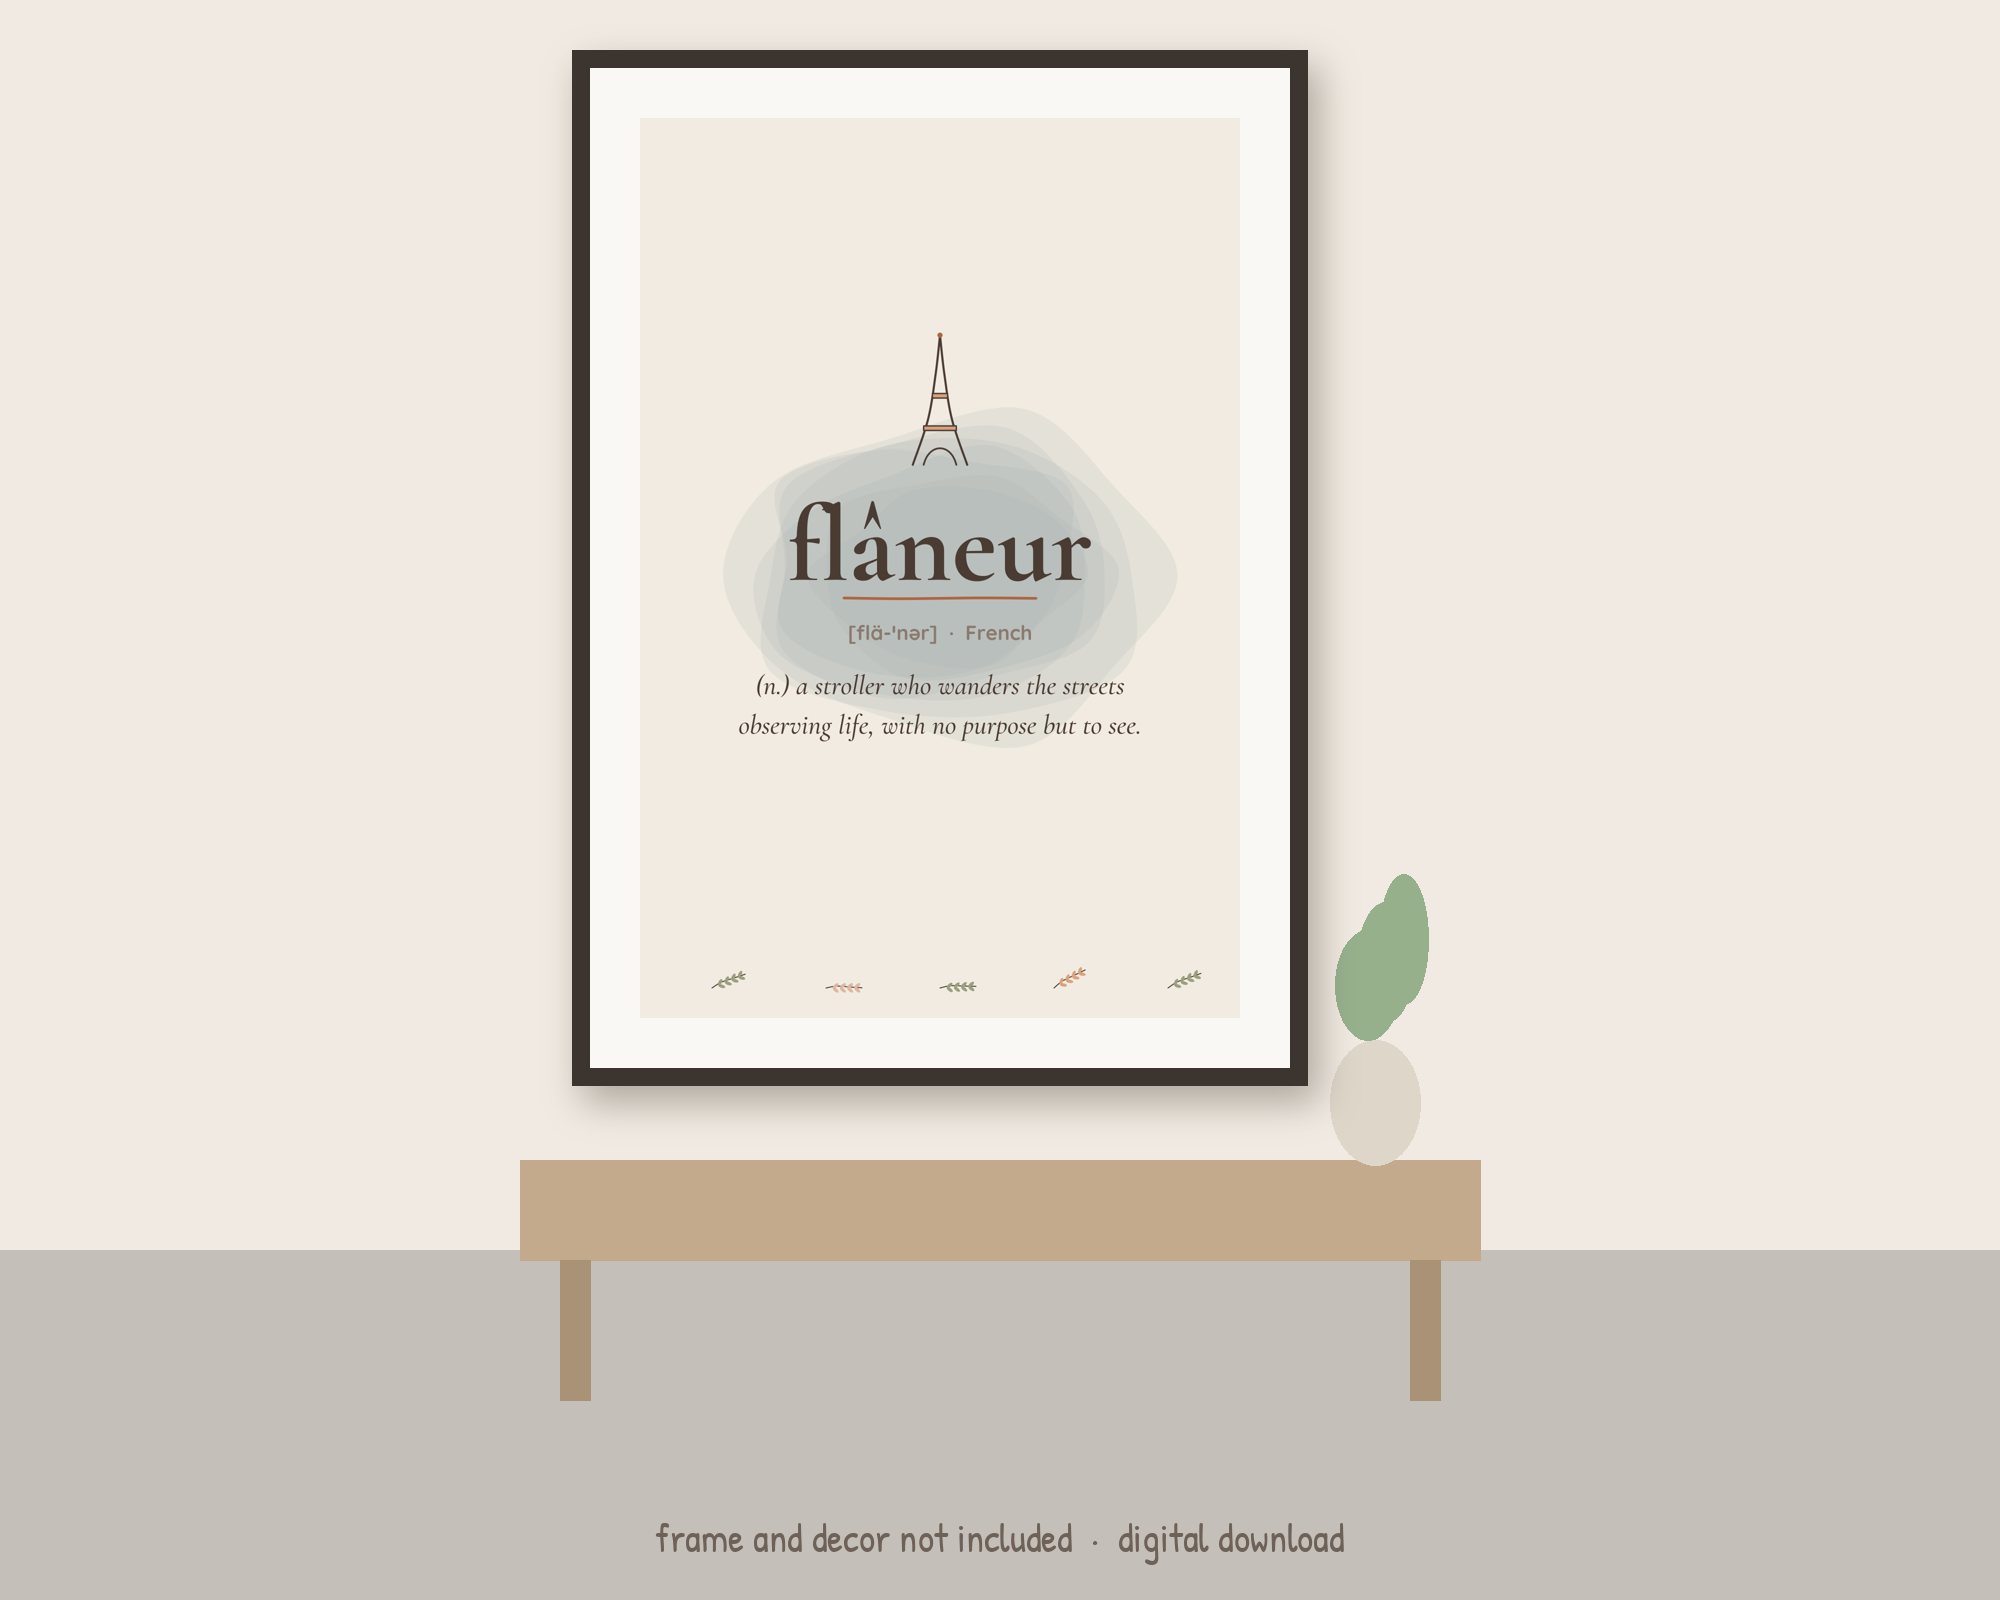 flâneur
[flä-ˈnər] · French
(n.) a stroller who wanders the streets
observing life, with no purpose but to see.
frame and decor not included · digital download